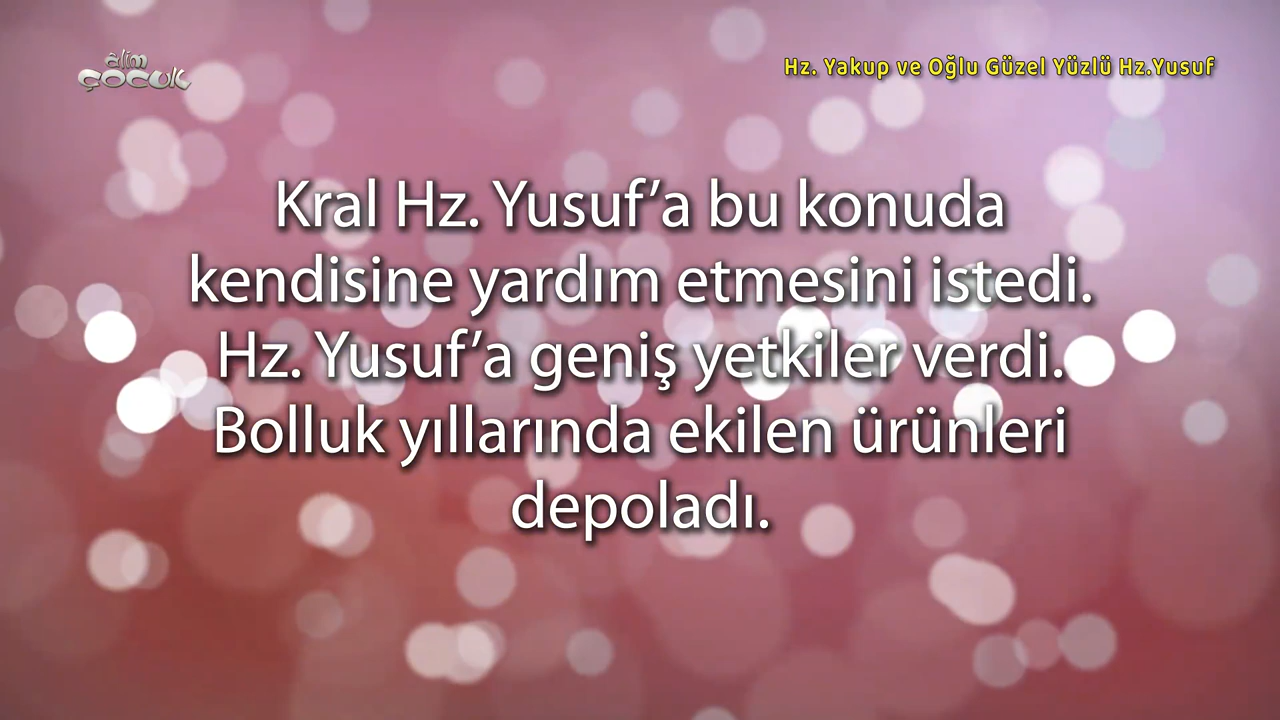 âlim
çocuk
Hz. Yakup ve Oğlu Güzel Yüzlü Hz.Yusuf
Kral Hz. Yusuf’a bu konuda
kendisine yardım etmesini istedi.
Hz. Yusuf’a geniş yetkiler verdi.
Bolluk yıllarında ekilen ürünleri
depoladı.